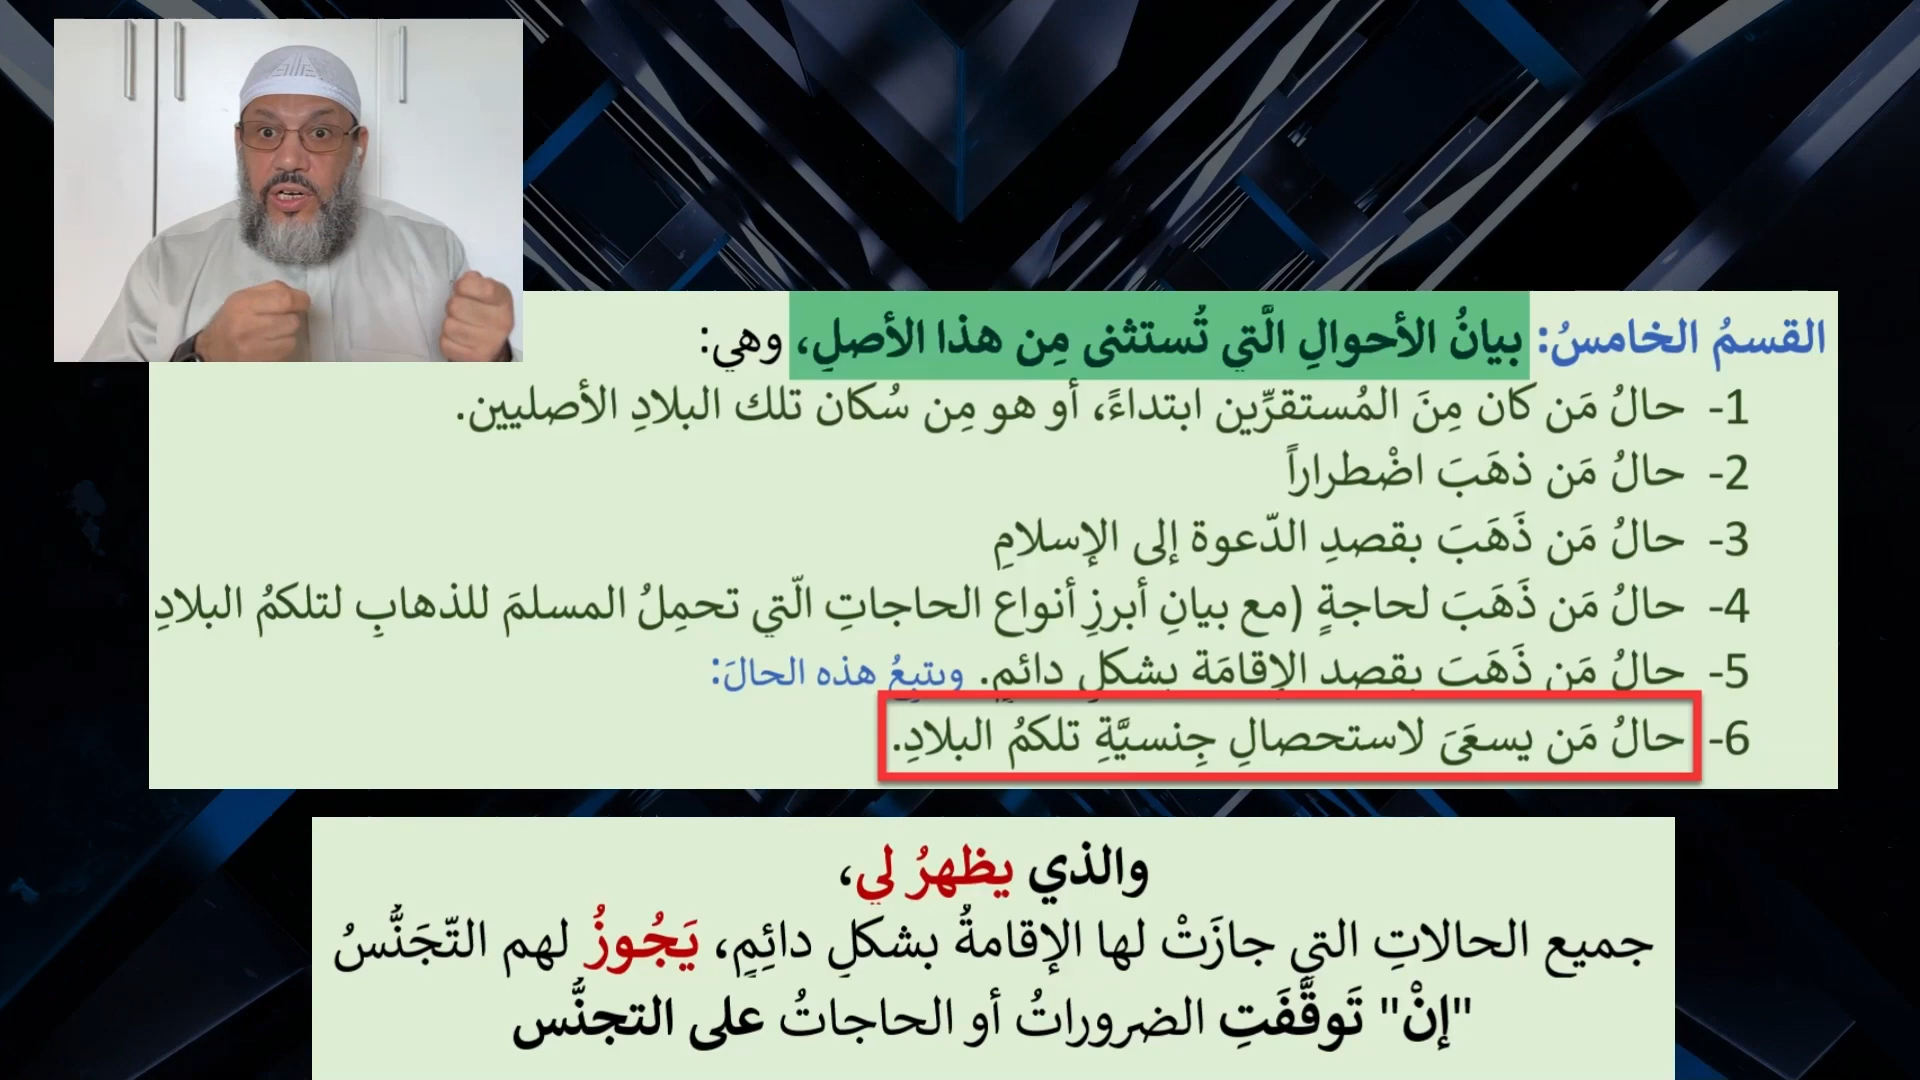 القسمُ الخامسُ: بيانُ الأحوالِ الَّتي تُستثنى مِن هذا الأصلِ، وهي:
1- حالُ مَن كان مِنَ المُستقرِّين ابتداءً، أو هو مِن سُكان تلك البلادِ الأصليين.
2- حالُ مَن ذهَبَ اضْطراراً
3- حالُ مَن ذَهَبَ بقصدِ الدّعوة إلى الإسلامِ
4- حالُ مَن ذَهَبَ لحاجةٍ (مع بيانِ أبرزِ أنواع الحاجاتِ الّتي تحمِلُ المسلمَ للذهابِ لتلكمُ البلادِ
5- حالُ مَن ذَهَبَ بقصد الإقامَة بشكلٍ دائمٍ. ويتبعُ هذه الحالَ:
6- حالُ مَن يسعَىَ لاستحصالِ جِنسيَّةِ تلكمُ البلادِ.
والذي يظهرُ لي،
جميع الحالاتِ التي جازَتْ لها الإقامةُ بشكلٍ دائِمٍ، يَجُوزُ لهم التّجَنُّسُ
"إنْ" تَوقَّفَتِ الضروراتُ أو الحاجاتُ على التجنُّس